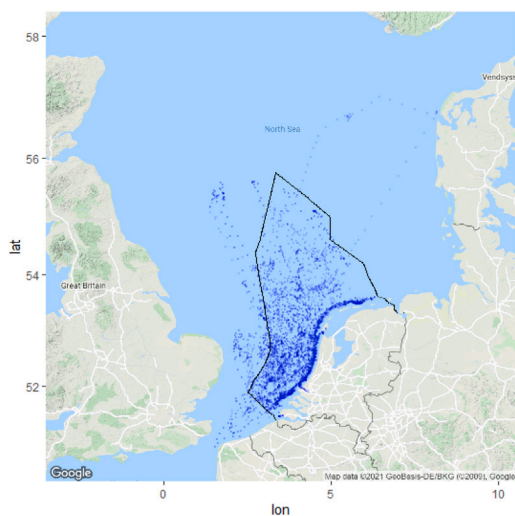 58
Vendsyss
North Sea
56
lat
54
Great Britain
52
Google
Map data ©2021 GeoBasis-DE/BKG (©2009), Google
0
5
10
lon